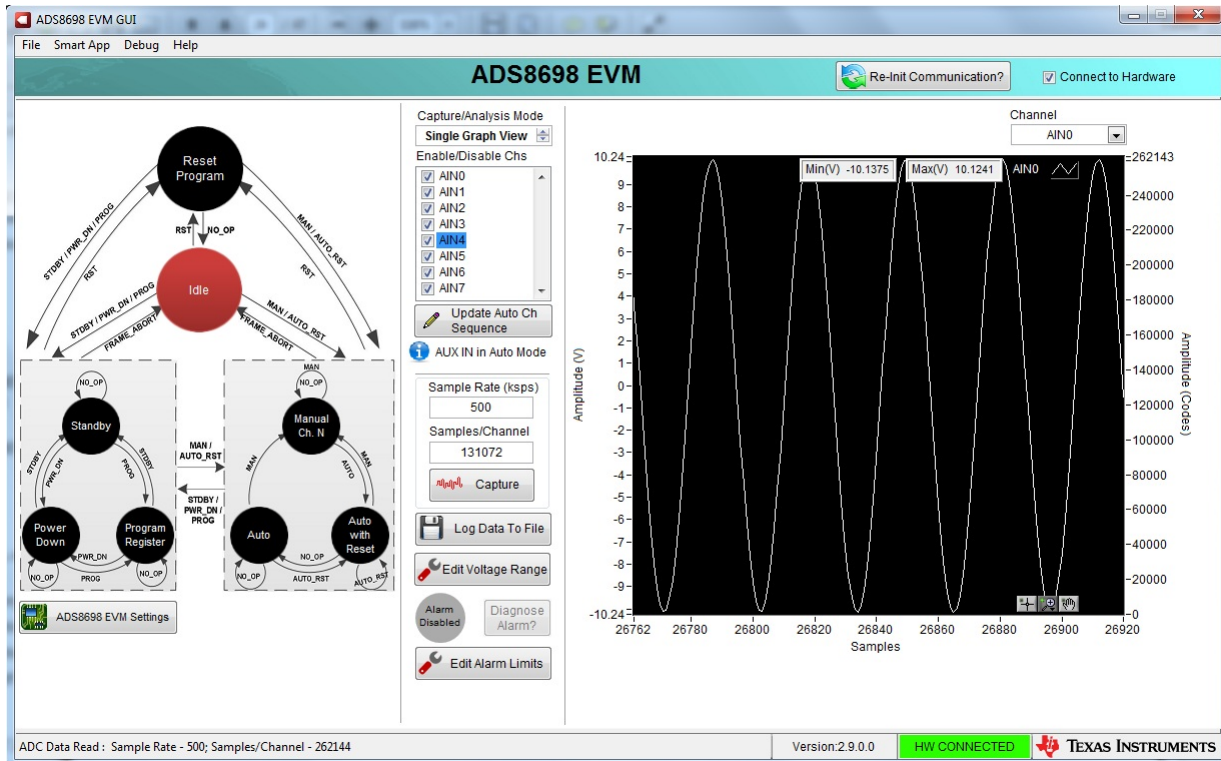 ADS8698 EVM GUI
File Smart App Debug Help
ADS8698 EVM
Re-Init Communication?
Connect to Hardware
Reset
Program
STDBY / PWR_DN / PROG
RST
RST
NO_OP
MAN / AUTO_RST
RST
Idle
STDBY / PWR_DN / PROG
FRAME_ABORT
MAN / AUTO_RST
FRAME_ABORT
NO_OP
Standby
STDBY
PWR_DN
STDBY
PROG
Power
Down
Program
Register
PWR_DN
PROG
NO_OP
NO_OP
MAN /
AUTO_RST
STDBY /
PWR_DN /
PROG
MAN
NO_OP
Manual
Ch. N
MAN
MAN
AUTO
Auto
Auto
with
Reset
NO_OP
AUTO_RST
NO_OP
AUTO_RST
ADS8698 EVM Settings
Capture/Analysis Mode
Single Graph View
Enable/Disable Chs
AIN0
AIN1
AIN2
AIN3
AIN4
AIN5
AIN6
AIN7
Update Auto Ch
Sequence
AUX IN in Auto Mode
Sample Rate (ksps)
500
Samples/Channel
131072
Capture
Log Data To File
Edit Voltage Range
Alarm
Disabled
Diagnose
Alarm?
Edit Alarm Limits
Channel
AIN0
Min(V) -10.1375
Max(V) 10.1241
AIN0
10.24
9
8
7
6
5
4
3
2
1
0
-1
-2
-3
-4
-5
-6
-7
-8
-9
-10.24
Amplitude (V)
262143
240000
220000
200000
180000
160000
140000
120000
100000
80000
60000
40000
20000
0
Amplitude (Codes)
26762 26780 26800 26820 26840 26860 26880 26900 26920
Samples
ADC Data Read : Sample Rate - 500; Samples/Channel - 262144
Version:2.9.0.0
HW CONNECTED
TEXAS INSTRUMENTS